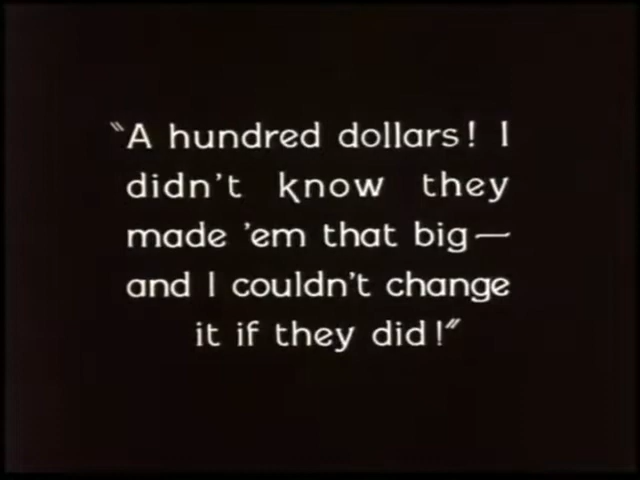 "A hundred dollars! I
didn't know they
made 'em that big—
and I couldn't change
it if they did!"